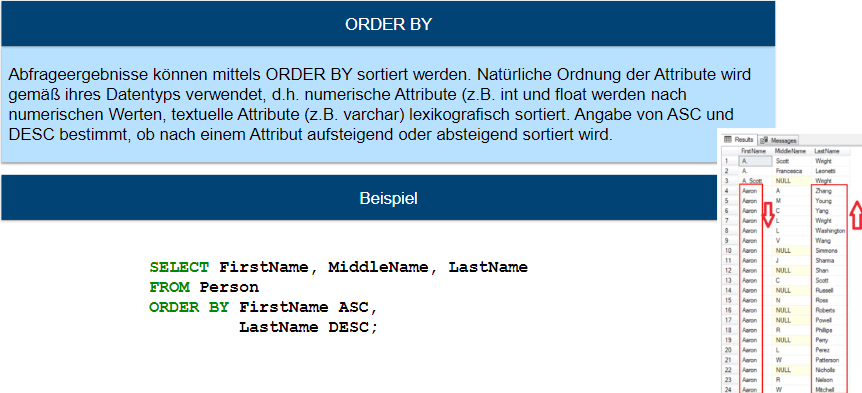 ORDER BY
Abfrageergebnisse können mittels ORDER BY sortiert werden. Natürliche Ordnung der Attribute wird
gemäß ihres Datentyps verwendet, d.h. numerische Attribute (z.B. int und float werden nach
numerischen Werten, textuelle Attribute (z.B. varchar) lexikografisch sortiert. Angabe von ASC und
DESC bestimmt, ob nach einem Attribut aufsteigend oder absteigend sortiert wird.
Beispiel
SELECT FirstName, MiddleName, LastName
FROM Person
ORDER BY FirstName ASC,
LastName DESC;
Results Messages
FirstName MiddleName LastName
1 A. Scott Wright
2 A. Francesca Leonetti
3 A. Scott NULL Wright
4 Aaron A Zhang
5 Aaron M Young
6 Aaron C Yang
7 Aaron L Wright
8 Aaron L Washington
9 Aaron V Wang
10 Aaron NULL Simmons
11 Aaron J Sharma
12 Aaron NULL Shan
13 Aaron C Scott
14 Aaron NULL Russell
15 Aaron N Ross
16 Aaron NULL Roberts
17 Aaron NULL Powell
18 Aaron R Phillips
19 Aaron NULL Perry
20 Aaron L Perez
21 Aaron W Patterson
22 Aaron NULL Nicholls
23 Aaron R Nelson
24 Aaron W Mitchell